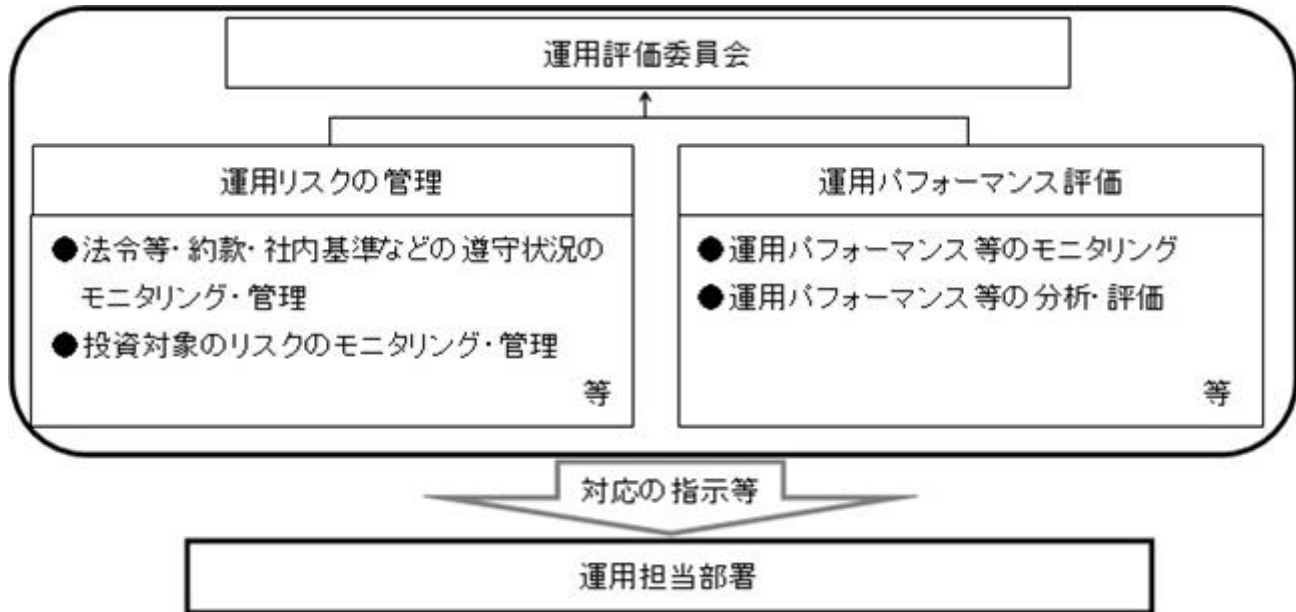 運用評価委員会
運用リスクの管理
●法令等・約款・社内基準などの遵守状況の
モニタリング・管理
●投資対象のリスクのモニタリング・管理
等
運用パフォーマンス評価
●運用パフォーマンス等のモニタリング
●運用パフォーマンス等の分析・評価
等
対応の指示等
運用担当部署